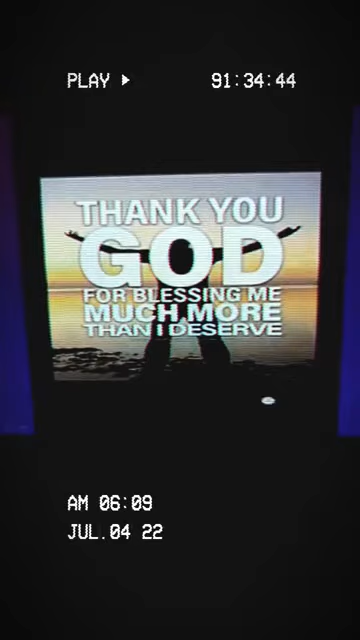 PLAY ▶ 91:34:44
THANK YOU
GOD
FOR BLESSING ME
MUCH MORE
THAN I DESERVE
AM 06:09
JUL.04 22